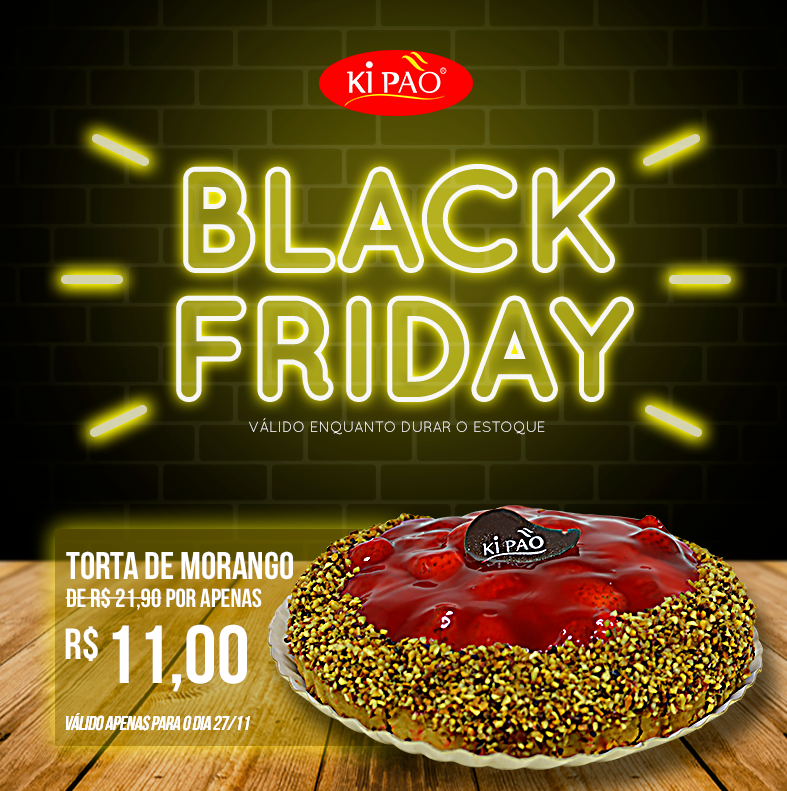 Ki PÃO®
BLACK
FRIDAY
VÁLIDO ENQUANTO DURAR O ESTOQUE
Ki PÃO
TORTA DE MORANGO
DE R$ 21,90 POR APENAS
R$ 11,00
VÁLIDO APENAS PARA O DIA 27/11